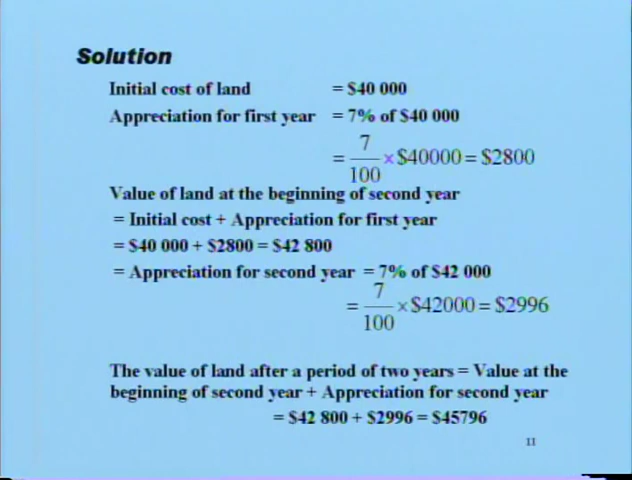 Solution
Initial cost of land = $40 000
Appreciation for first year = 7% of $40 000
= 7/100 × $40000 = $2800
Value of land at the beginning of second year
= Initial cost + Appreciation for first year
= $40 000 + $2800 = $42 800
= Appreciation for second year = 7% of $42 000
= 7/100 × $42000 = $2996
The value of land after a period of two years = Value at the
beginning of second year + Appreciation for second year
= $42 800 + $2996 = $45796
11